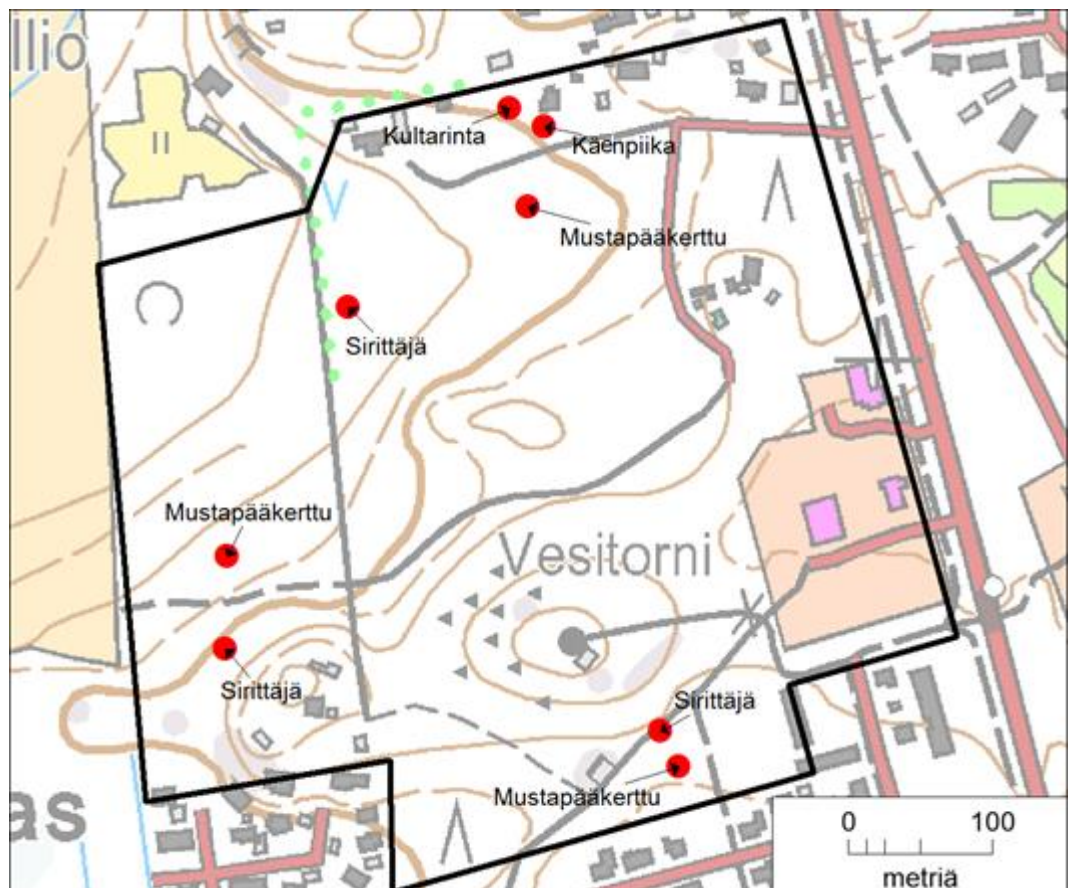 llio
II
Kultarinta
Käenpiika
Mustapääkerttu
Sirittäjä
Mustapääkerttu
Vesitorni
Sirittäjä
Sirittäjä
Mustapääkerttu
as
0 100
metriä